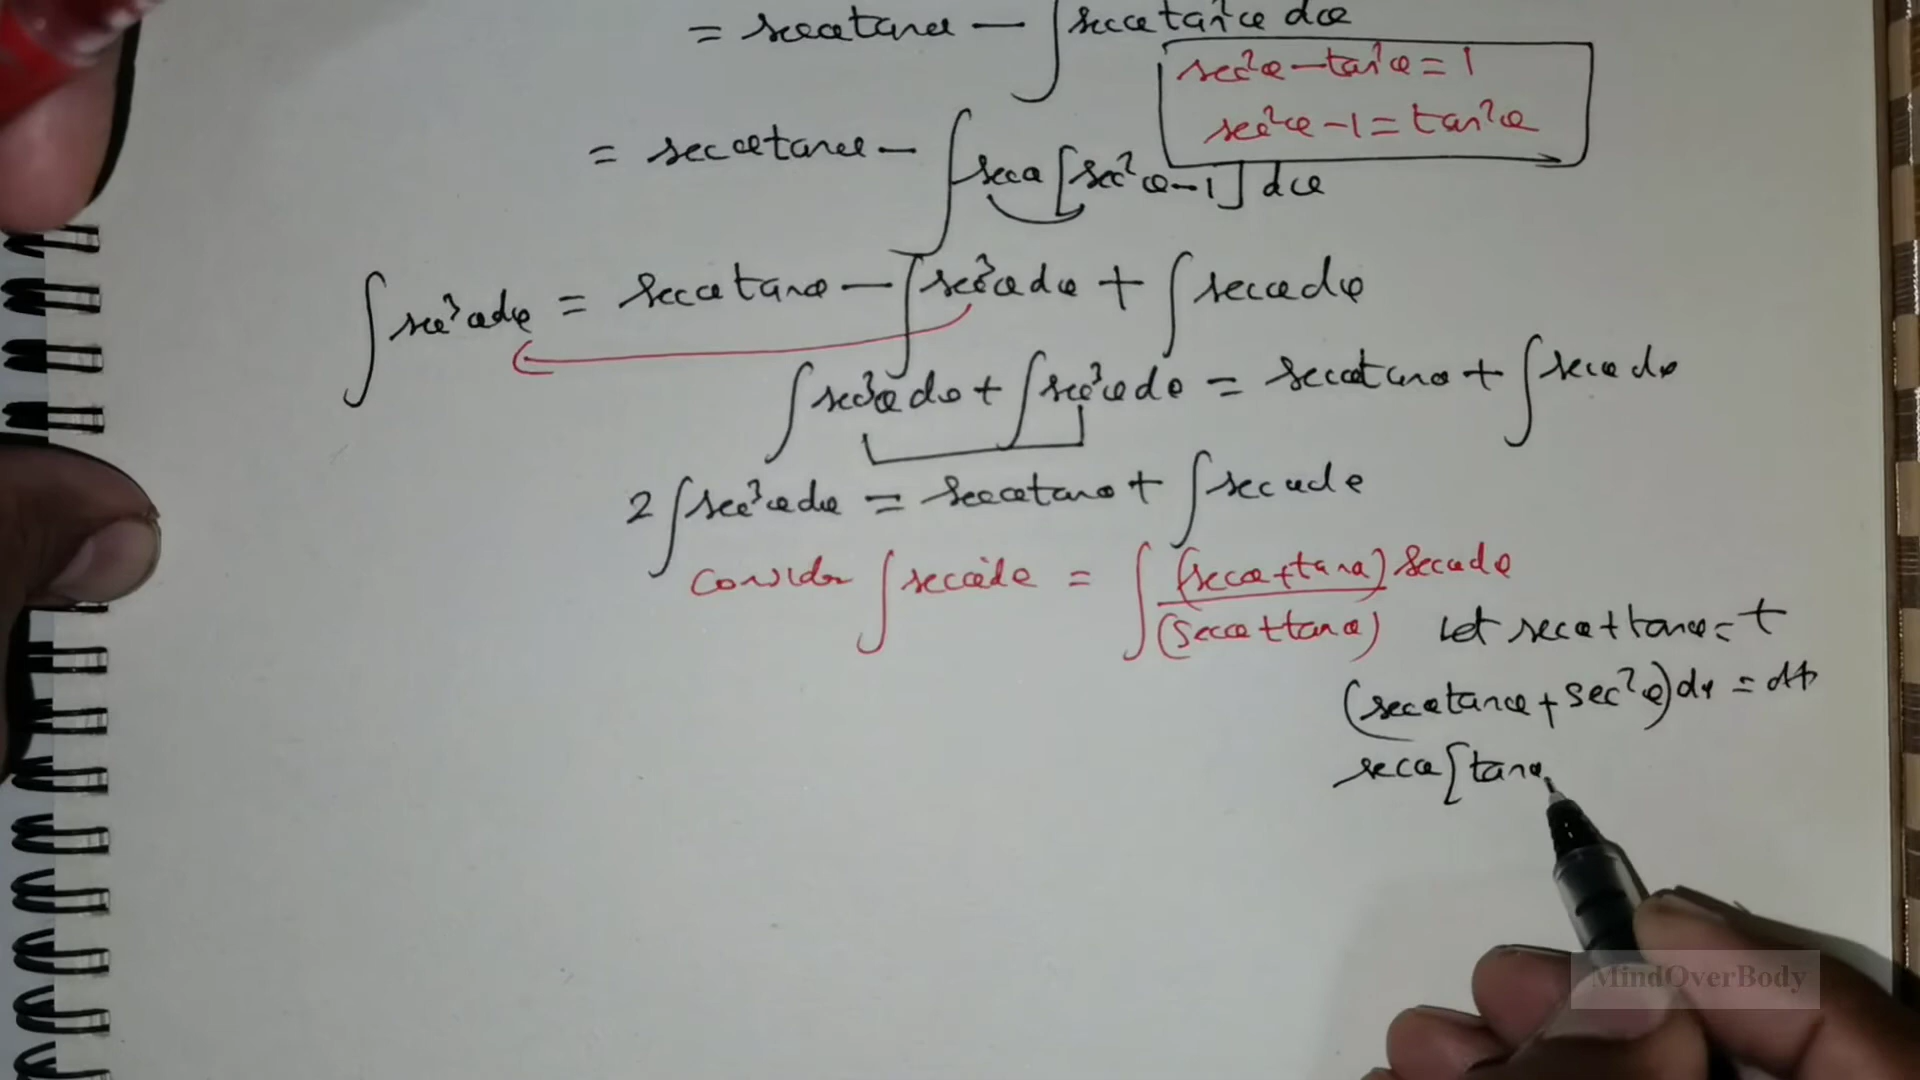 = secθtanθ − ∫secθtan²θ dθ
sec²θ − tan²θ = 1
sec²θ − 1 = tan²θ
= secθtanθ − ∫secθ[sec²θ−1] dθ
∫sec³θdθ = secθtanθ − ∫sec³θdθ + ∫secθdθ
∫sec³θdθ + ∫sec³θdθ = secθtanθ + ∫secθdθ
2∫sec³θdθ = secθtanθ + ∫secθdθ
Consider ∫secθdθ = ∫(secθ+tanθ)secθdθ / (secθ+tanθ)
Let secθ+tanθ = t
(secθtanθ + sec²θ)dθ = dt
secθ[tanθ
MindOverBody